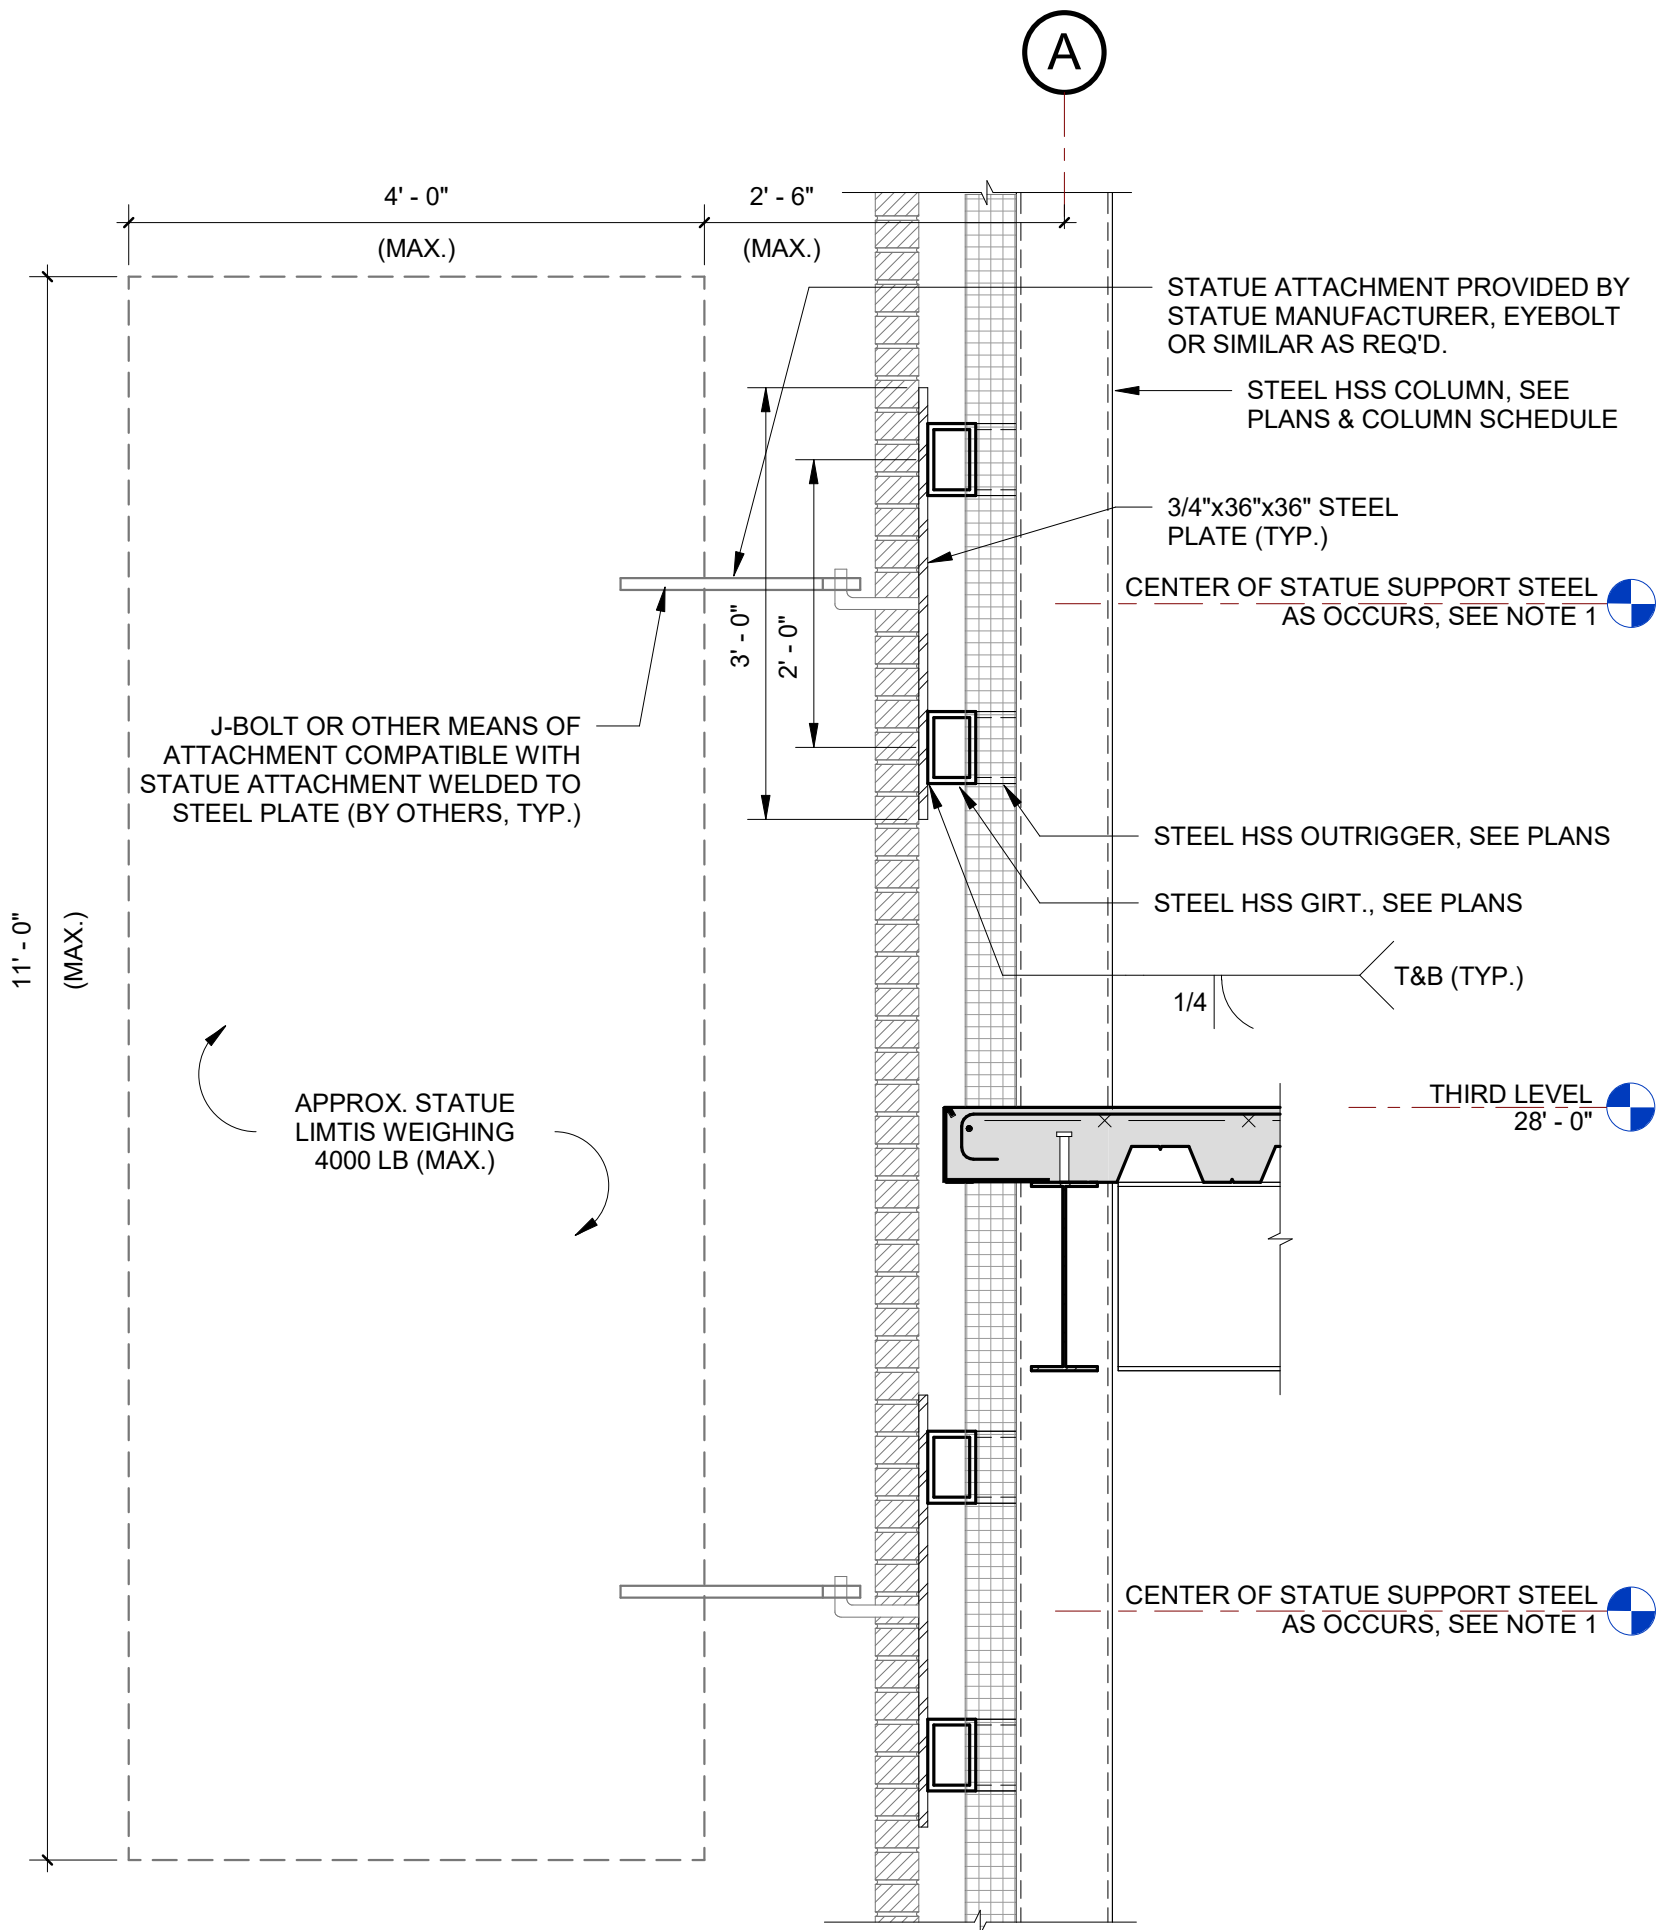 A
4' - 0"
(MAX.)
2' - 6"
(MAX.)
STATUE ATTACHMENT PROVIDED BY
STATUE MANUFACTURER, EYEBOLT
OR SIMILAR AS REQ'D.
STEEL HSS COLUMN, SEE
PLANS & COLUMN SCHEDULE
3/4"x36"x36" STEEL
PLATE (TYP.)
CENTER OF STATUE SUPPORT STEEL
AS OCCURS, SEE NOTE 1
3' - 0"
2' - 0"
J-BOLT OR OTHER MEANS OF
ATTACHMENT COMPATIBLE WITH
STATUE ATTACHMENT WELDED TO
STEEL PLATE (BY OTHERS, TYP.)
STEEL HSS OUTRIGGER, SEE PLANS
STEEL HSS GIRT., SEE PLANS
11' - 0"
(MAX.)
T&B (TYP.)
1/4
APPROX. STATUE
LIMTIS WEIGHING
4000 LB (MAX.)
THIRD LEVEL
28' - 0"
CENTER OF STATUE SUPPORT STEEL
AS OCCURS, SEE NOTE 1